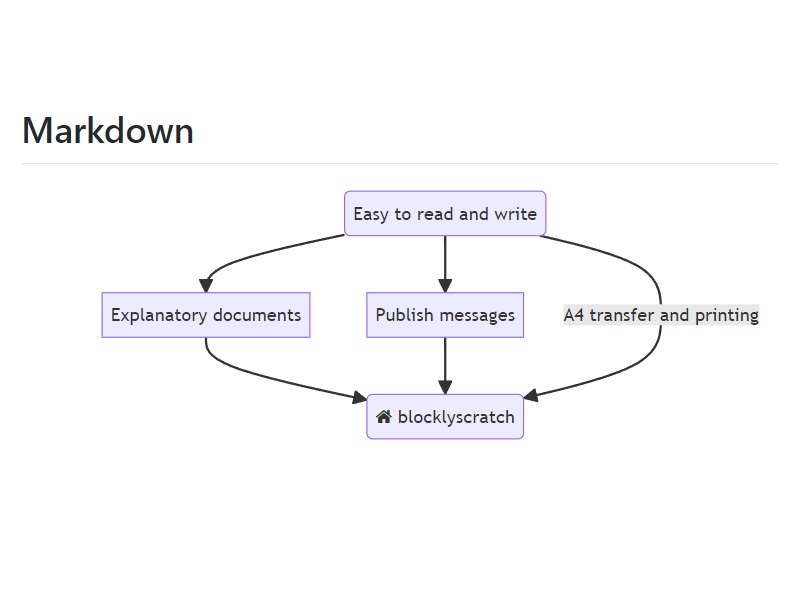 Markdown
Easy to read and write
Explanatory documents
Publish messages
A4 transfer and printing
blocklyscratch